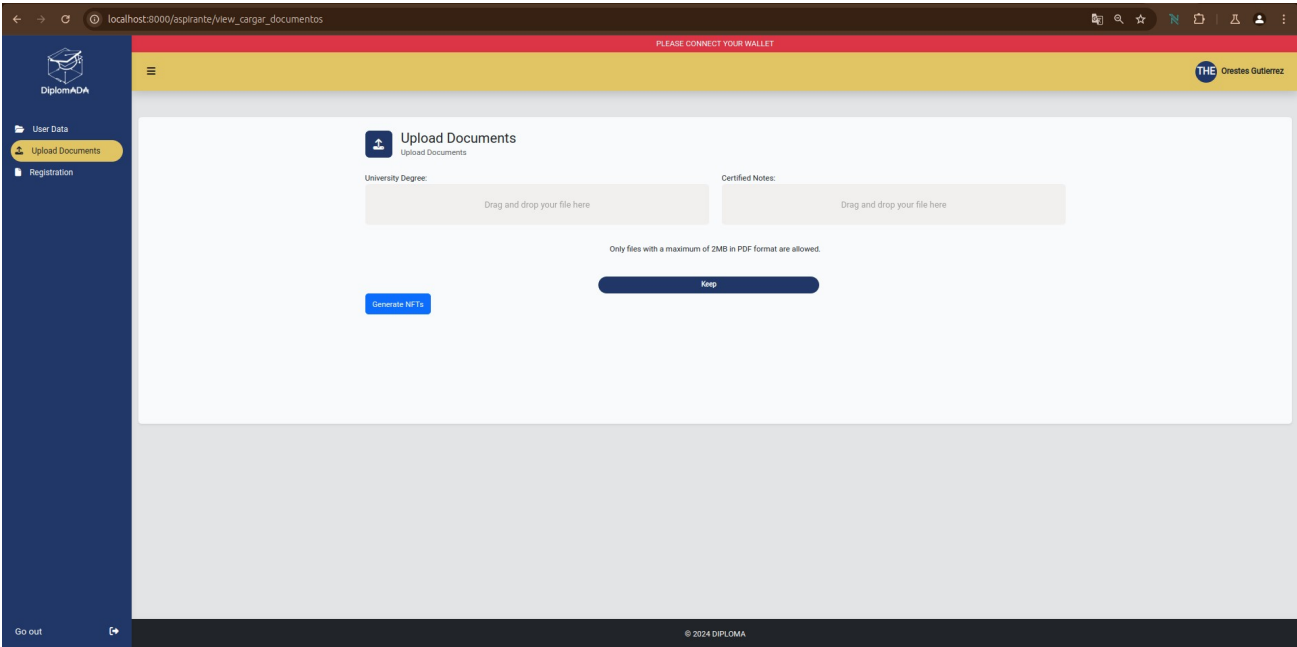 localhost:8000/aspirante/view_cargar_documentos
PLEASE CONNECT YOUR WALLET
DiplomADA
THE Orestes Gutierrez
User Data
Upload Documents
Registration
Upload Documents
Upload Documents
University Degree:
Certified Notes:
Drag and drop your file here
Drag and drop your file here
Only files with a maximum of 2MB in PDF format are allowed.
Keep
Generate NFTs
Go out
© 2024 DIPLOMA